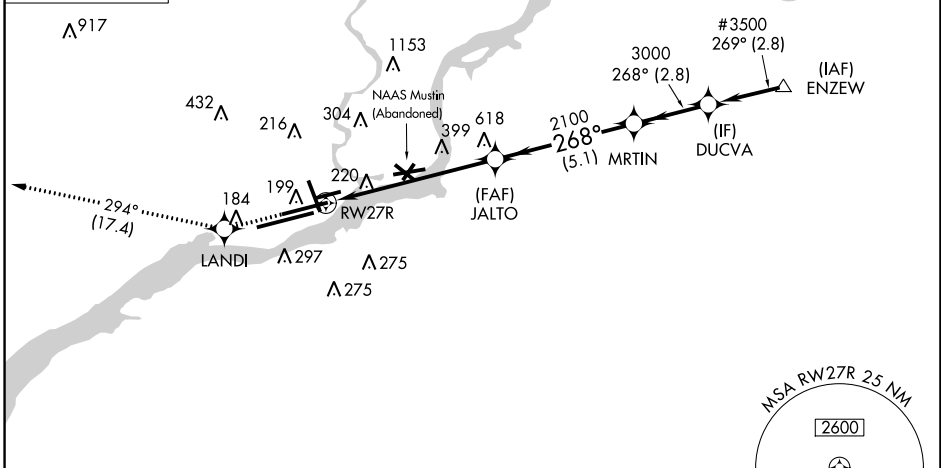 917
1153
#3500
269° (2.8)
3000
268° (2.8)
(IAF)
ENZEW
NAAS Mustin
(Abandoned)
432
304
216
399
618
2100
268°
(5.1)
MRTIN
(IF)
DUCVA
220
199
184
RW27R
(FAF)
JALTO
294°
(17.4)
LANDI
297
275
275
MSA RW27R 25 NM
2600